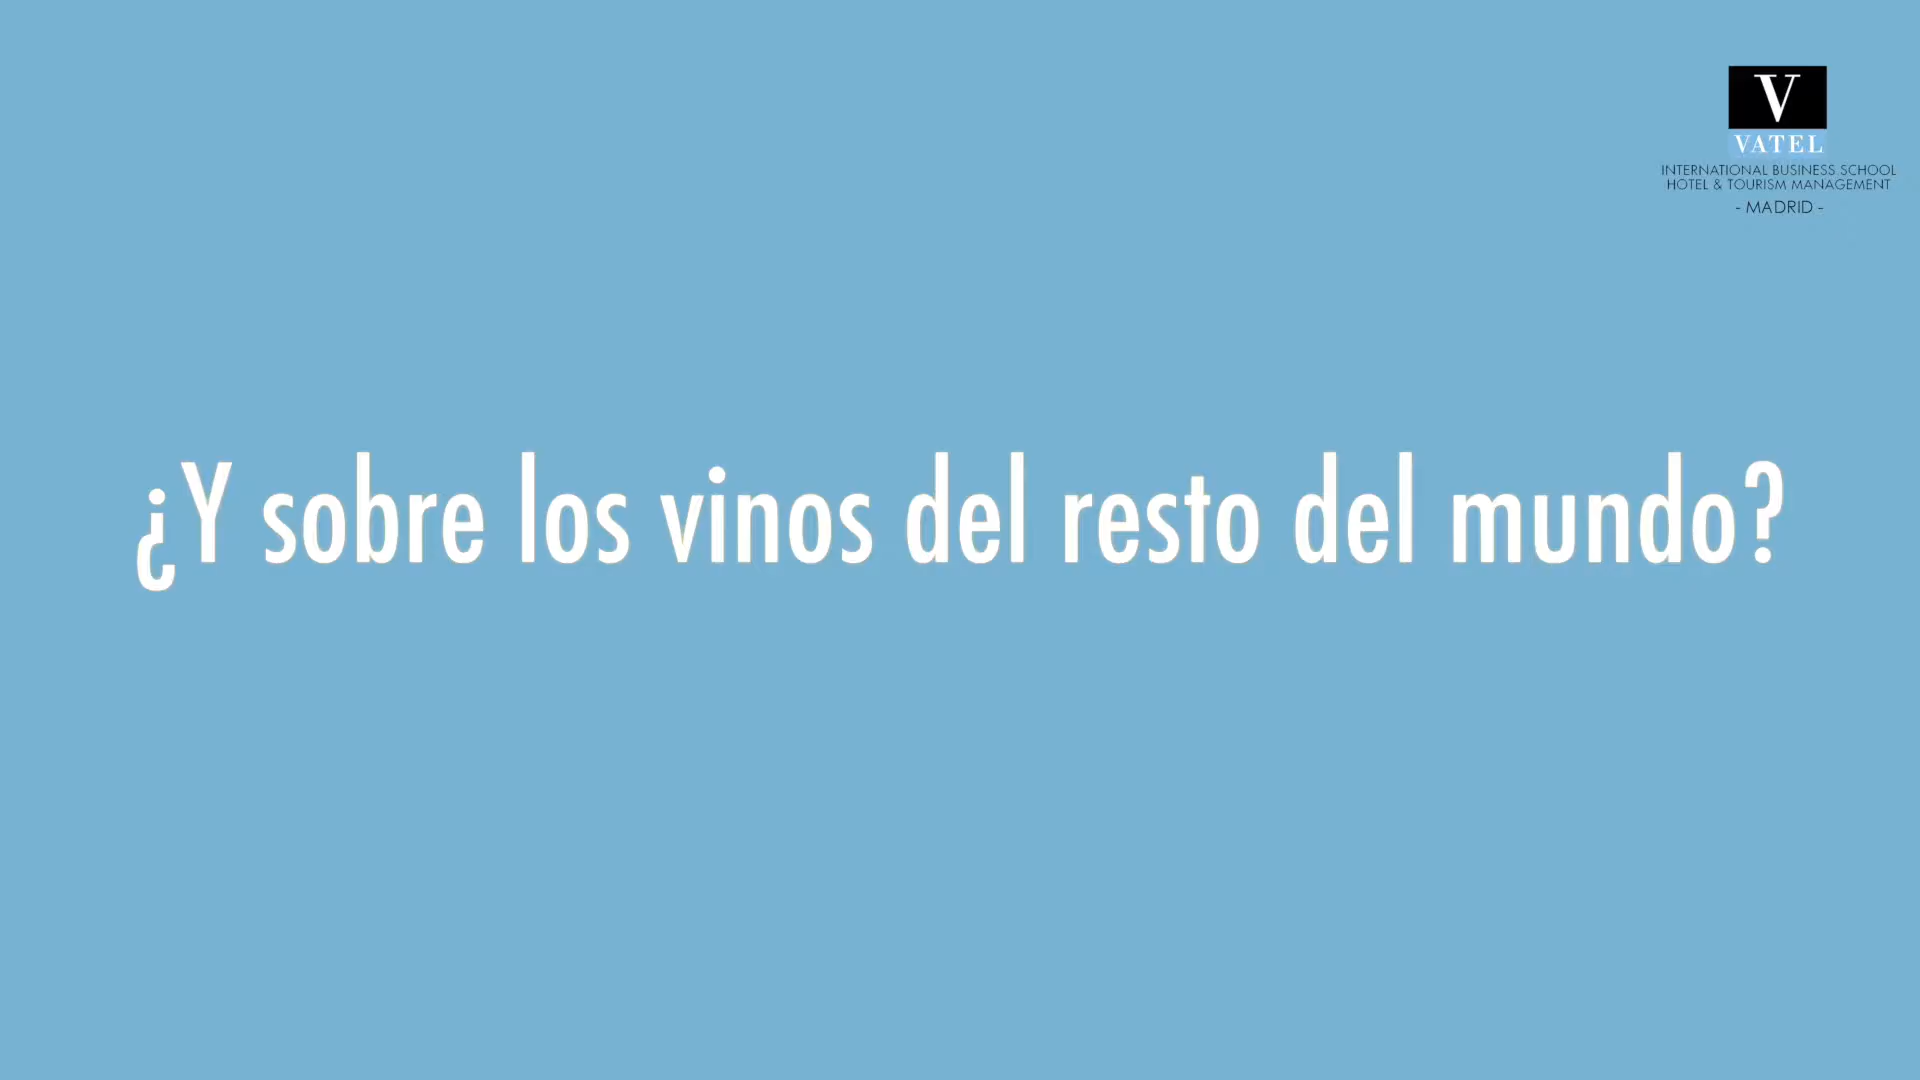 V
VATEL
INTERNATIONAL BUSINESS SCHOOL
HOTEL & TOURISM MANAGEMENT
- MADRID -
¿Y sobre los vinos del resto del mundo?